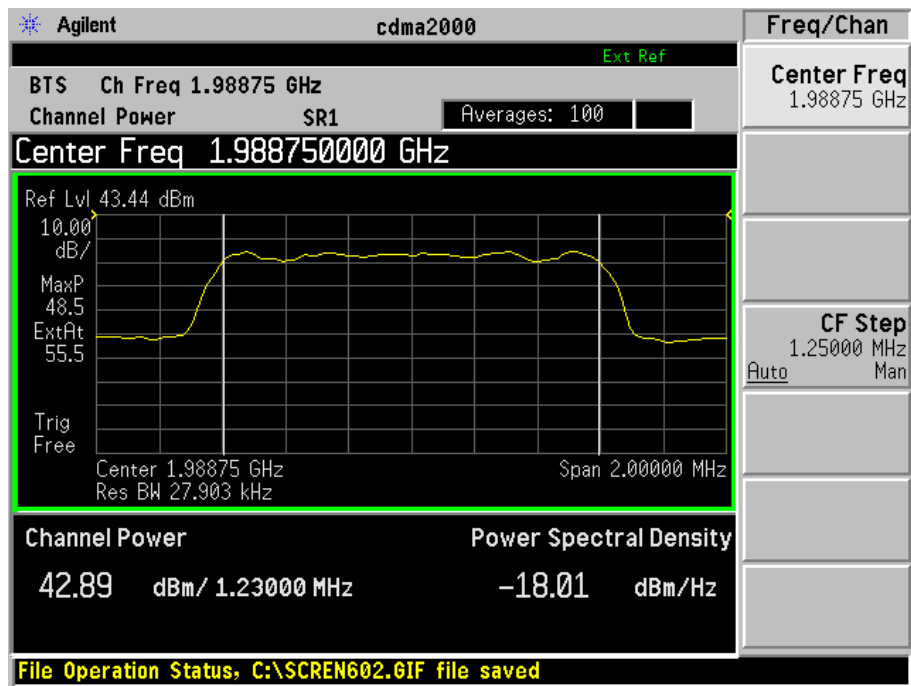 Agilent cdma2000 Freq/Chan
Ext Ref
BTS Ch Freq 1.98875 GHz
Channel Power SR1 Averages: 100
Center Freq 1.988750000 GHz
Center Freq
1.98875 GHz
Ref Lvl 43.44 dBm
10.00
dB/
MaxP
48.5
ExtAt
55.5
Trig
Free
Center 1.98875 GHz Span 2.00000 MHz
Res BW 27.903 kHz
CF Step
1.25000 MHz
Auto Man
Channel Power Power Spectral Density
42.89 dBm/ 1.23000 MHz -18.01 dBm/Hz
File Operation Status, C:\SCREN602.GIF file saved